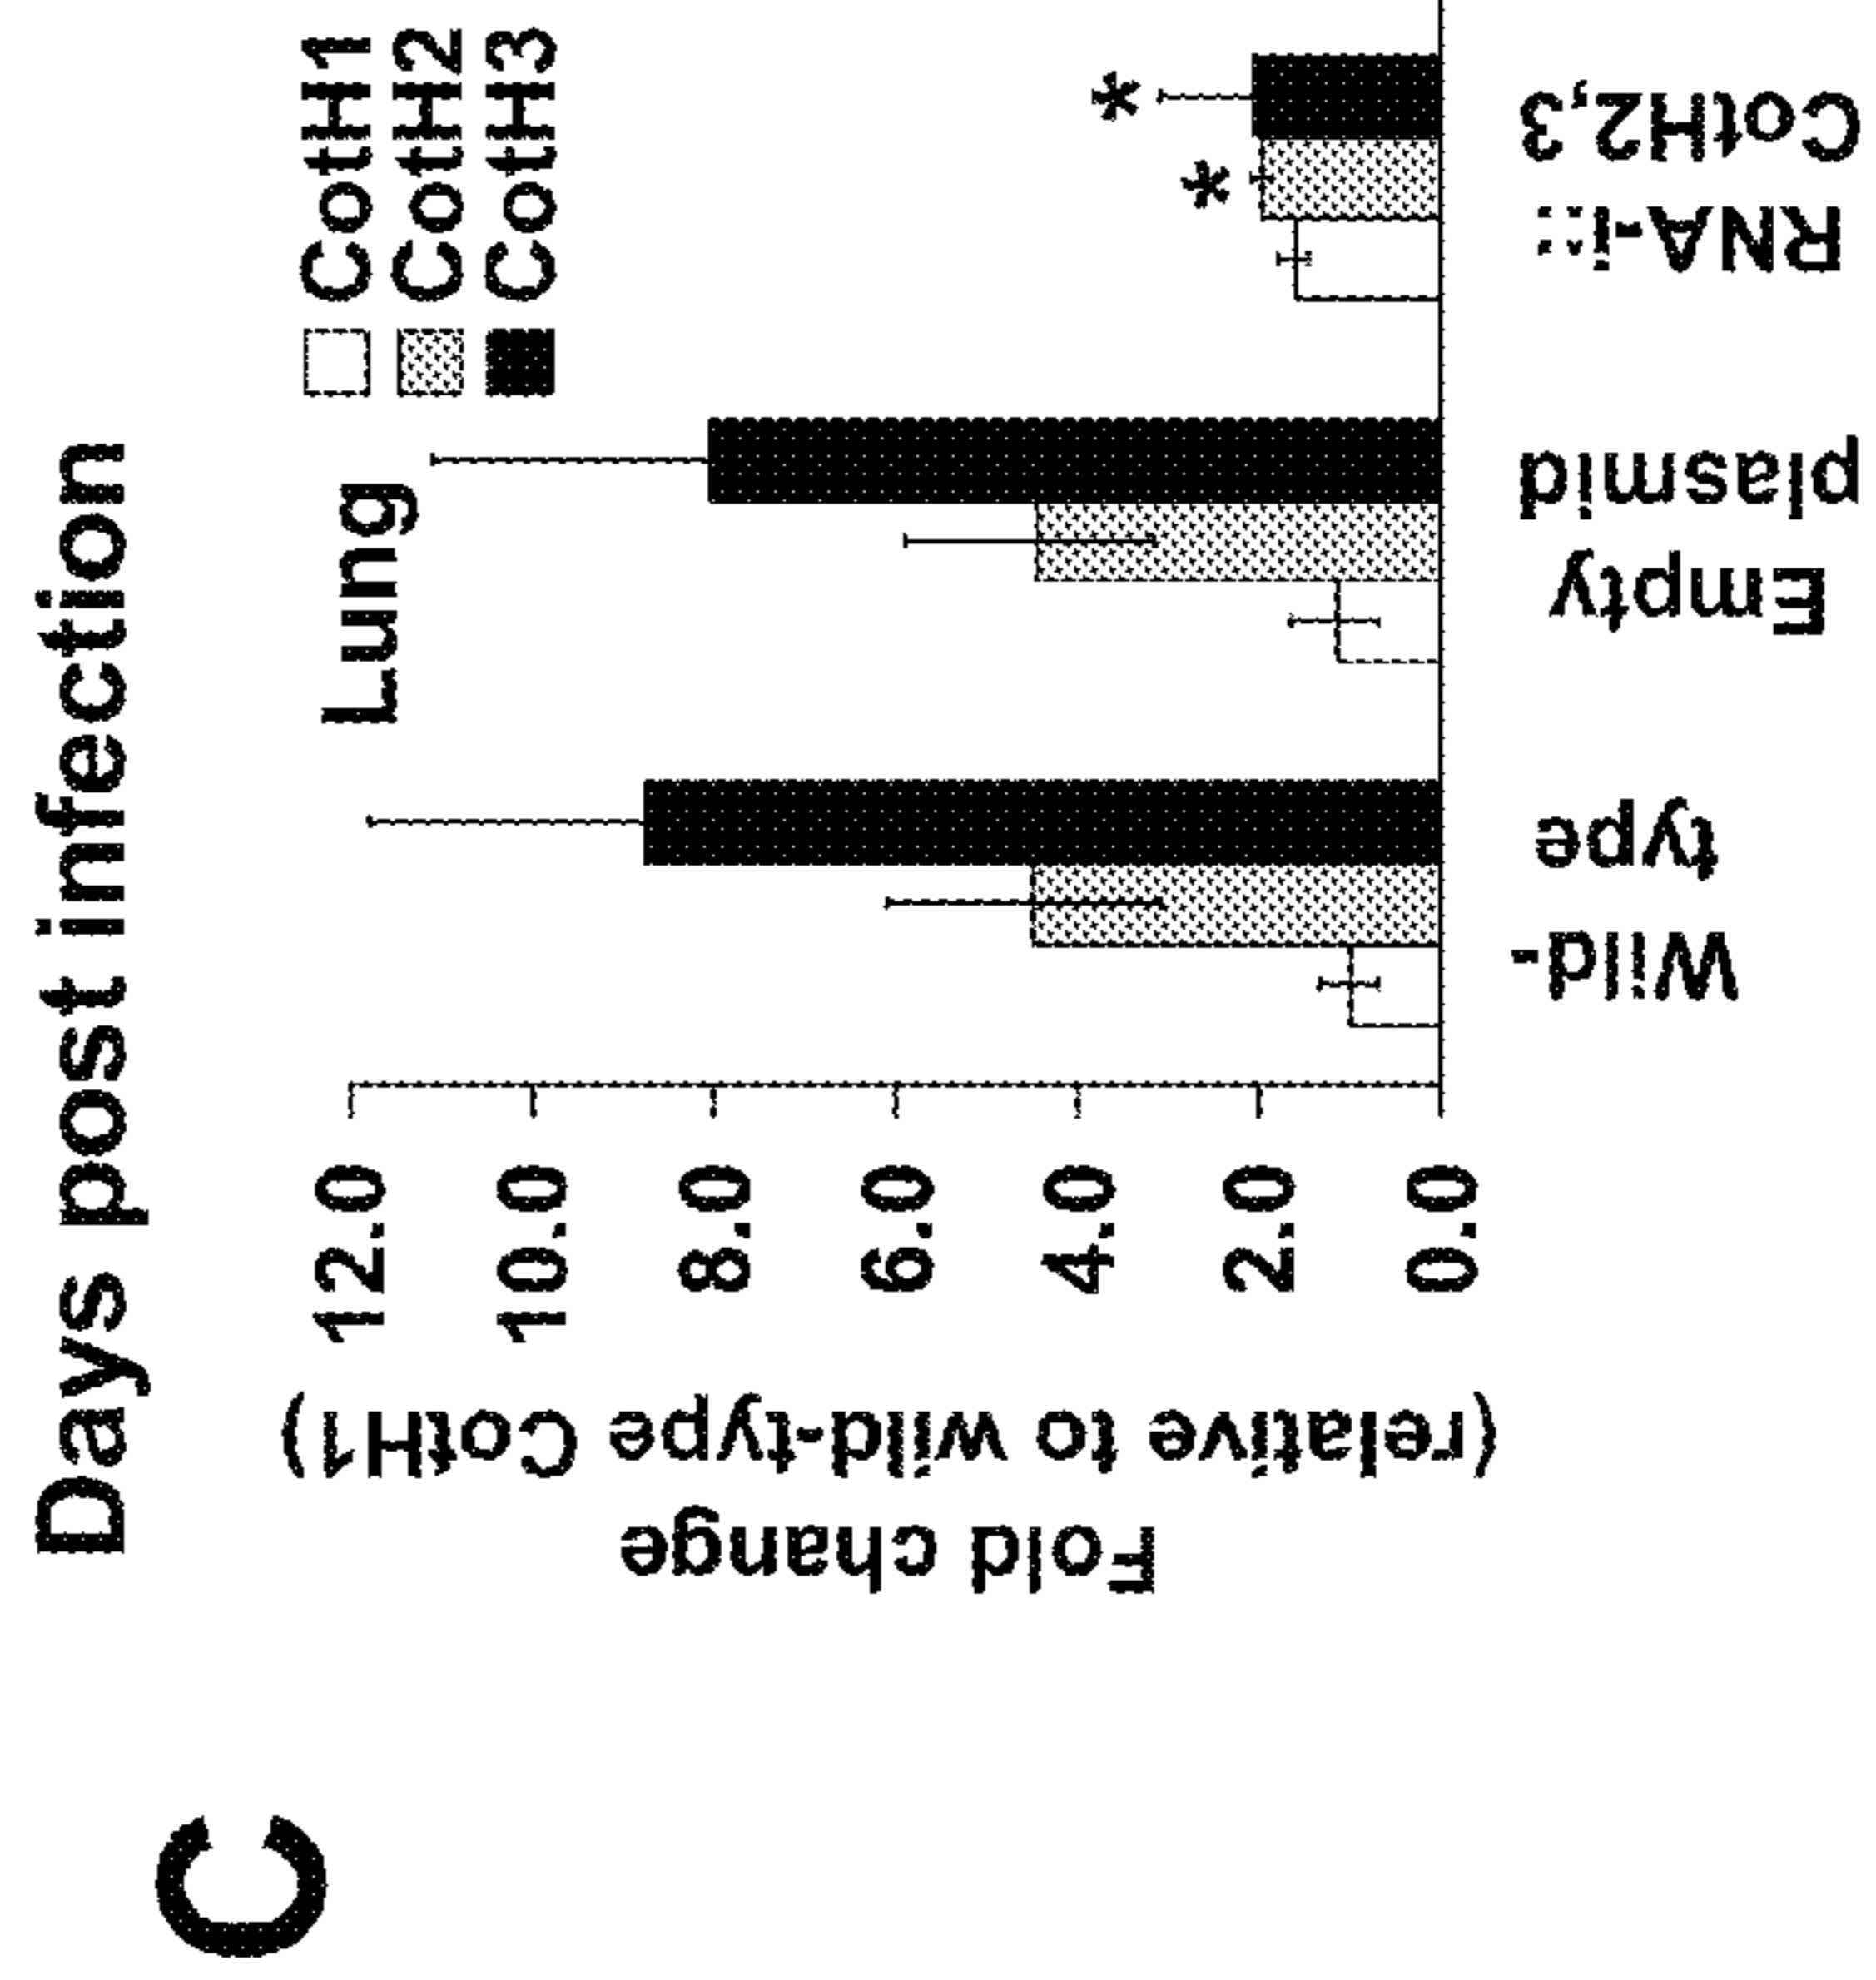 Days post infection
C
Lung
CotH1
CotH2
CotH3
Fold change
(relative to wild-type CotH1)
12.0
10.0
8.0
6.0
4.0
2.0
0.0
*
*
Wild-
type
Empty
plasmid
RNA-i::
CotH2,3